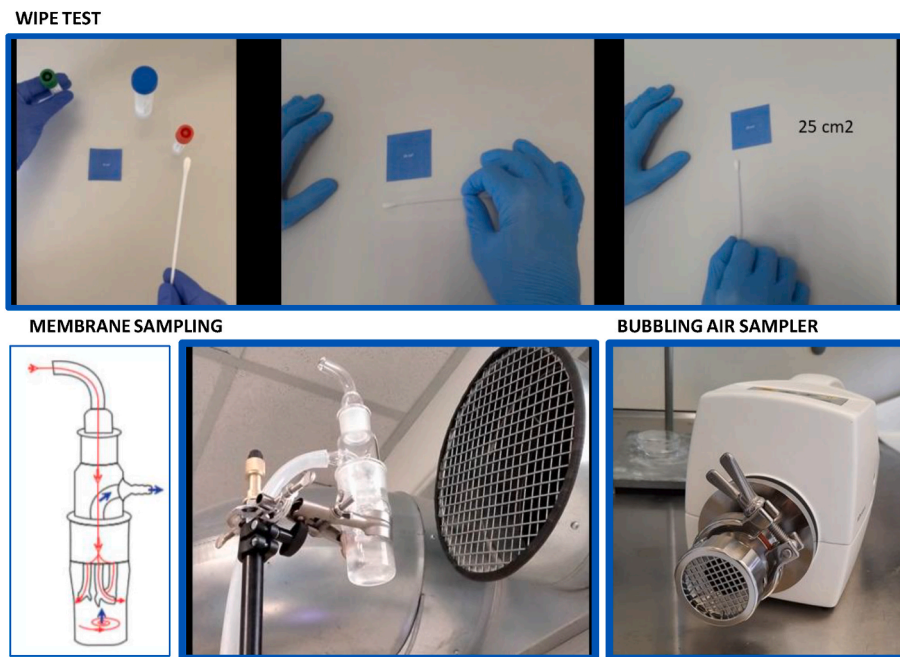 WIPE TEST
25 cm2
MEMBRANE SAMPLING
BUBBLING AIR SAMPLER